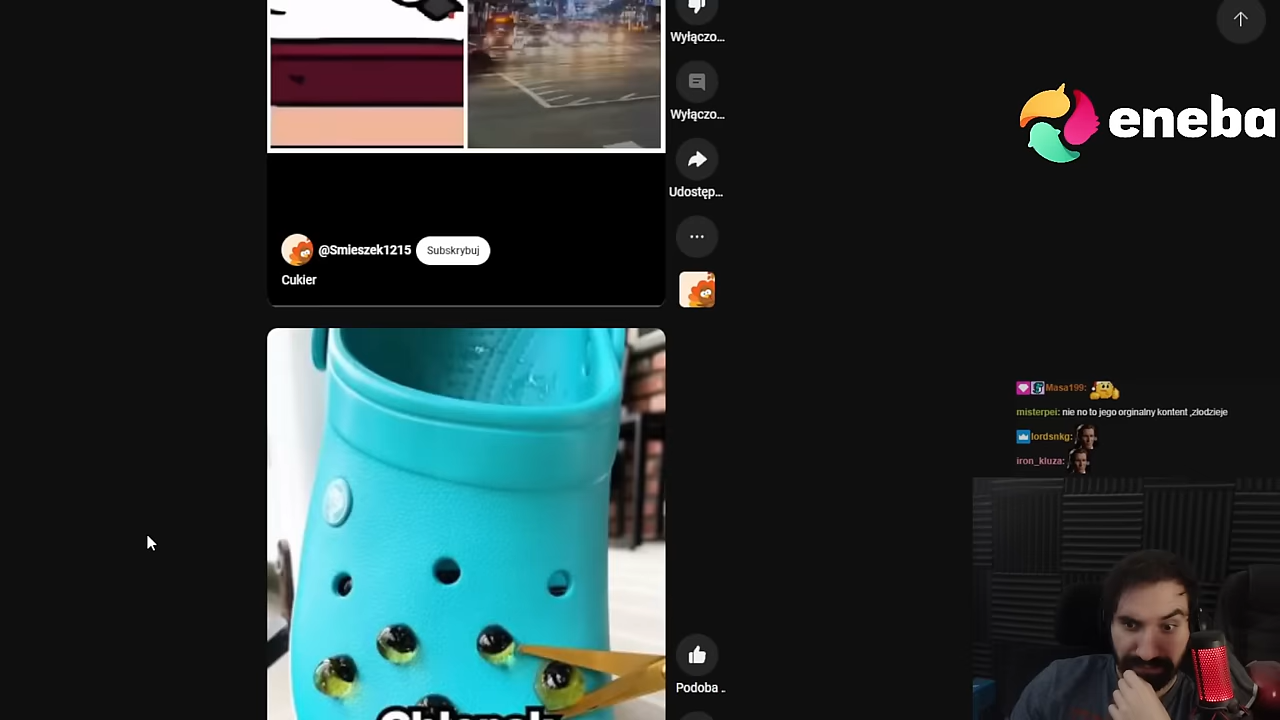 Wyłączo...
Wyłączo...
Udostęp...
@Smieszek1215 Subskrybuj
Cukier
eneba
Masa199:
misterpei: nie no to jego orginalny kontent ,złodzieje
lordsnkg:
iron_kluza:
Podoba ..